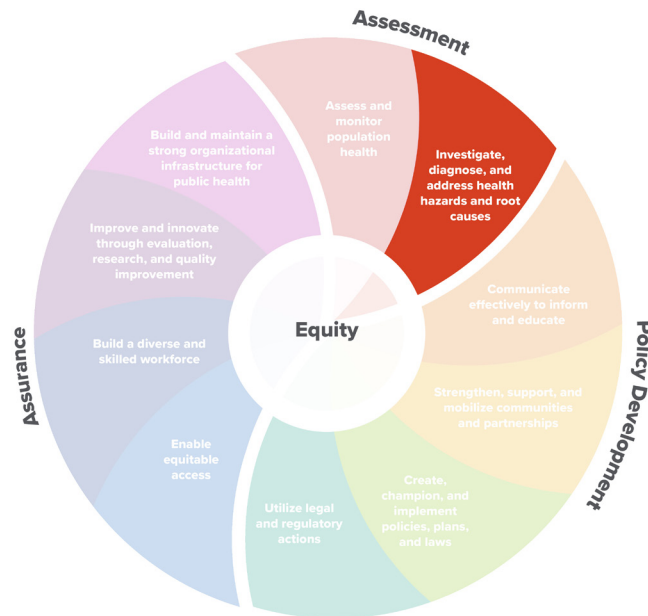 Assessment
Assess and
monitor
population
health
Investigate,
diagnose, and
address health
hazards and root
causes
Communicate
effectively to inform
and educate
Policy Development
Strengthen, support, and
mobilize communities
and partnerships
Create,
champion, and
implement
policies, plans,
and laws
Utilize legal
and regulatory
actions
Enable
equitable
access
Build a diverse and
skilled workforce
Assurance
Improve and innovate
through evaluation,
research, and quality
improvement
Build and maintain a
strong organizational
infrastructure for
public health
Equity